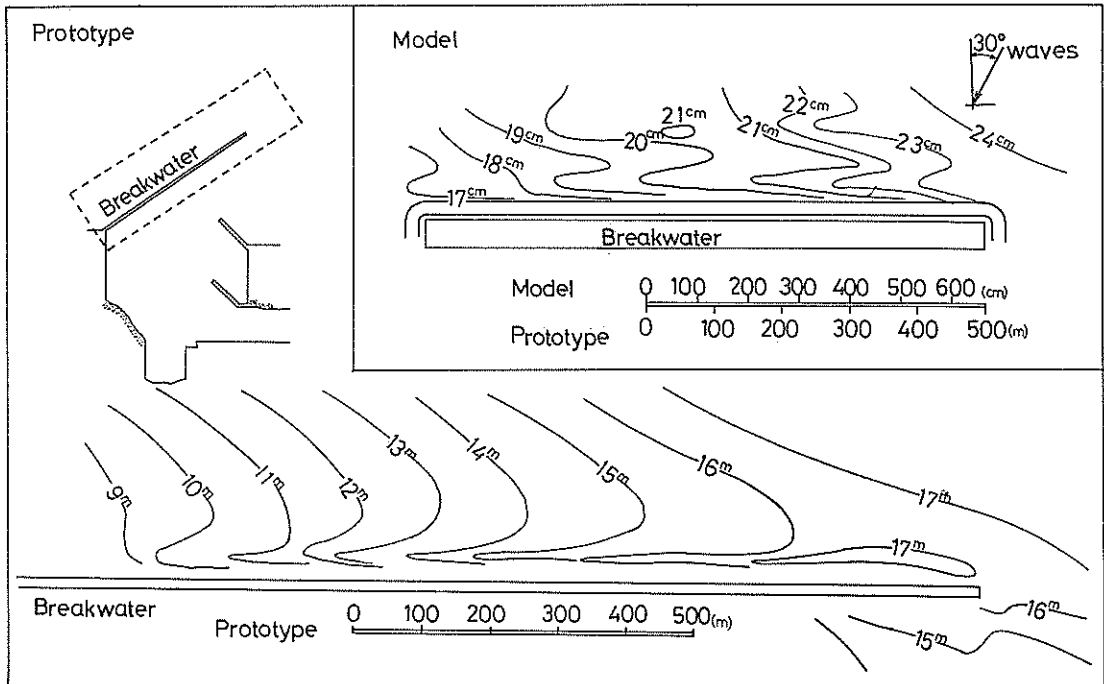 Prototype
Breakwater
Model
30°
waves
22cm
21cm
19cm
20cm
21cm
23cm
24cm
18cm
17cm
Breakwater
Model 0 100 200 300 400 500 600 (cm)
Prototype 0 100 200 300 400 500(m)
9m
10m
11m
12m
13m
14m
15m
16m
17m
17m
Breakwater
Prototype 0 100 200 300 400 500(m)
16m
15m